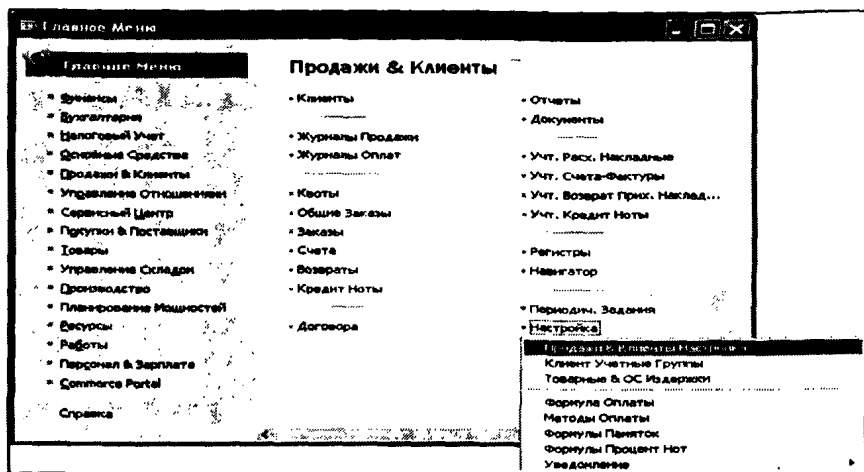 Главное Меню
Главное Меню
Финансы
Бухгалтерия
Налоговый Учет
Основные Средства
Продажи & Клиенты
Управление Отношениями
Сервисный Центр
Покупки & Поставщики
Товары
Управление Складом
Производство
Планирование Мощностей
Ресурсы
Работы
Персонал & Зарплата
Commerce Portal
Справка
Продажи & Клиенты
Клиенты
Журналы Продажи
Журналы Оплат
Квоты
Общие Заказы
Заказы
Счета
Возвраты
Кредит Ноты
Договора
Отчеты
Документы
Учт. Расх. Накладные
Учт. Счета-Фактуры
Учт. Возврат Прих. Наклад...
Учт. Кредит Ноты
Регистры
Навигатор
Периодич. Задания
Настройка
Продажи & Клиенты Настройка
Клиент Учетные Группы
Товарные & ОС Издержки
Формула Оплаты
Методы Оплаты
Формулы Памяток
Формулы Процент Нот
Уведомление